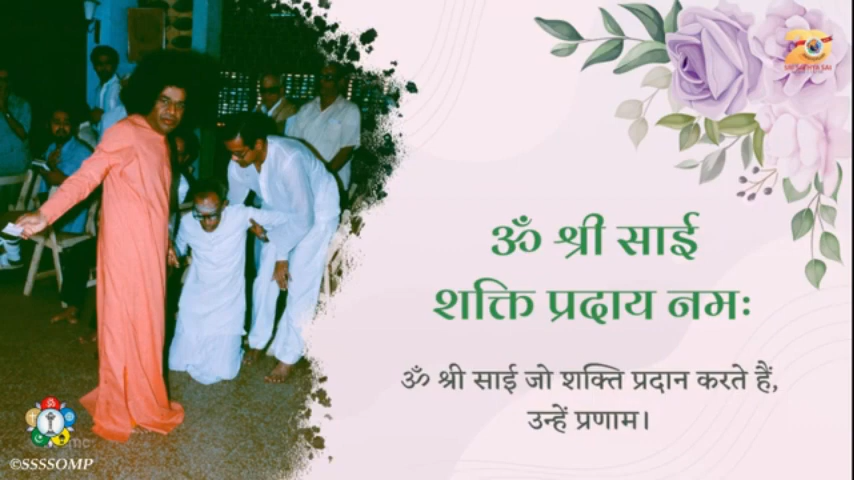 ॐ श्री साई
शक्ति प्रदाय नमः
ॐ श्री साई जो शक्ति प्रदान करते हैं,
उन्हें प्रणाम।
©SSSSOMP